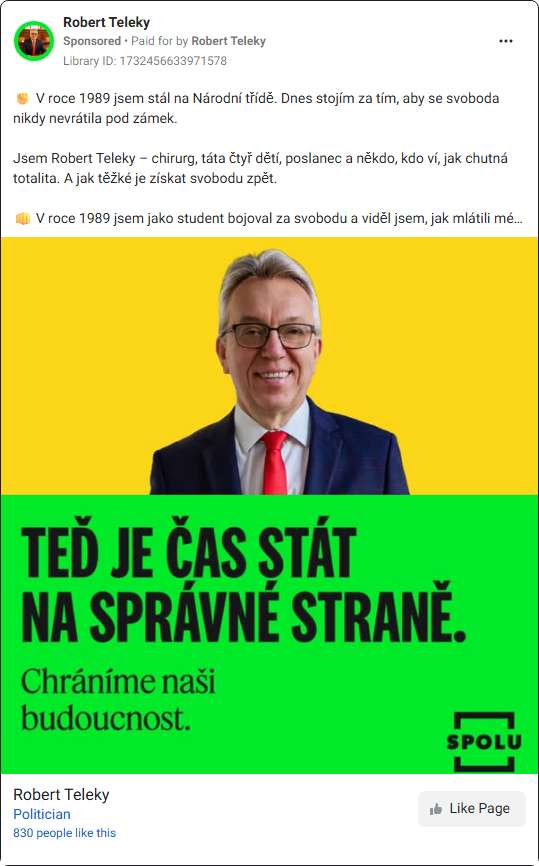 Robert Teleky
Sponsored • Paid for by Robert Teleky
Library ID: 1732456633971578
✊ V roce 1989 jsem stál na Národní třídě. Dnes stojím za tím, aby se svoboda
nikdy nevrátila pod zámek.
Jsem Robert Teleky – chirurg, táta čtyř dětí, poslanec a někdo, kdo ví, jak chutná
totalita. A jak těžké je získat svobodu zpět.
👊 V roce 1989 jsem jako student bojoval za svobodu a viděl jsem, jak mlátili mé…
TEĎ JE ČAS STÁT
NA SPRÁVNÉ STRANĚ.
Chráníme naši
budoucnost.
SPOLU
Robert Teleky
Politician
830 people like this
Like Page